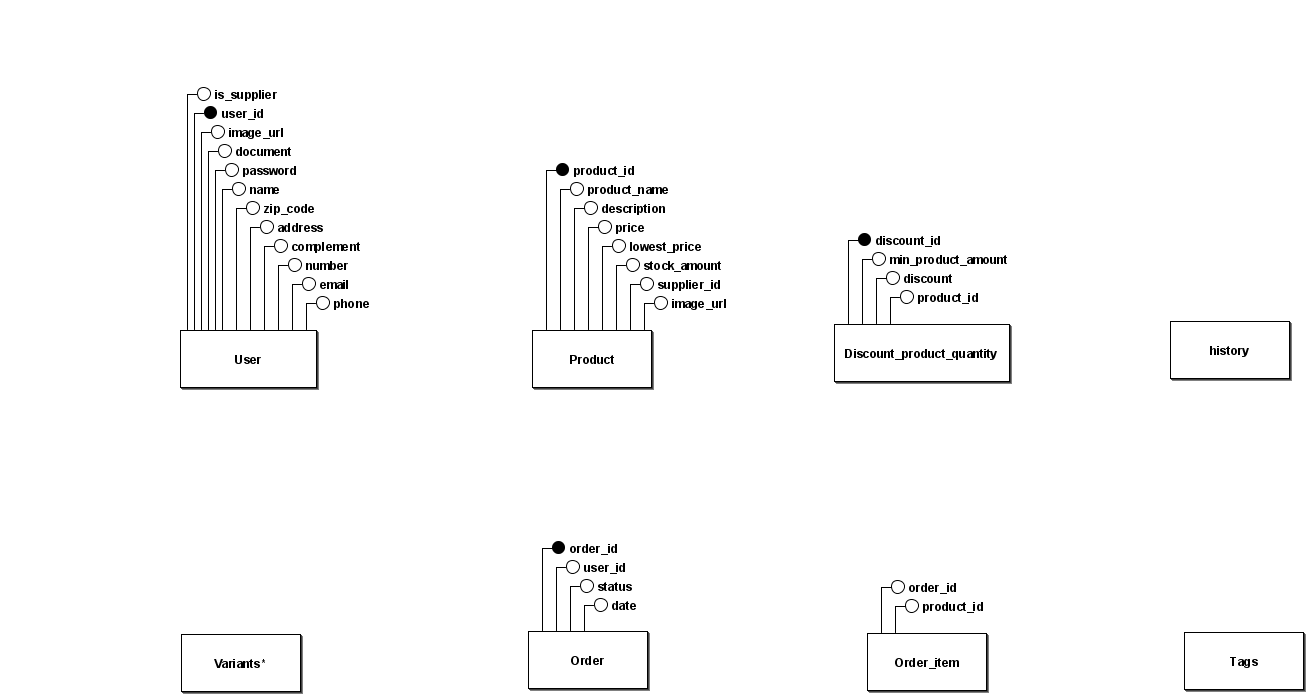 is_supplier
user_id
image_url
document
password
name
zip_code
address
complement
number
email
phone
User
product_id
product_name
description
price
lowest_price
stock_amount
supplier_id
image_url
Product
discount_id
min_product_amount
discount
product_id
Discount_product_quantity
history
Variants*
order_id
user_id
status
date
Order
order_id
product_id
Order_item
Tags